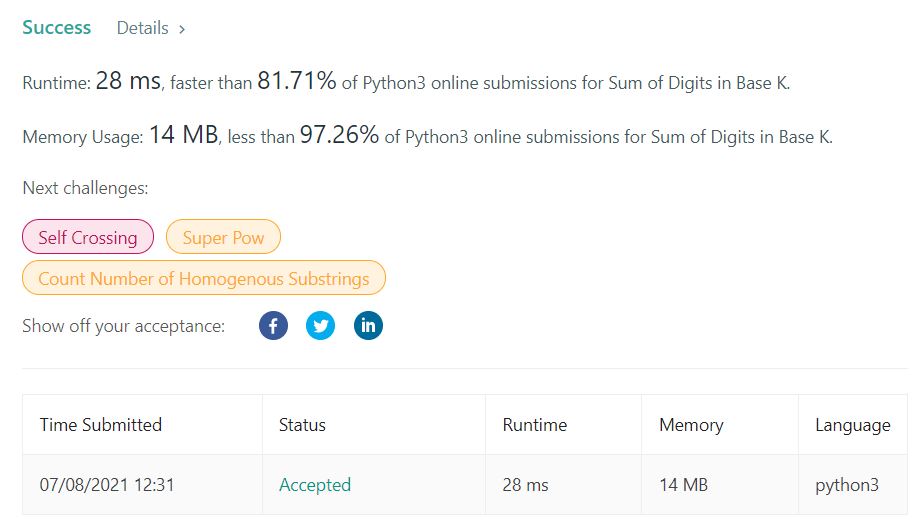 Success Details >
Runtime: 28 ms, faster than 81.71% of Python3 online submissions for Sum of Digits in Base K.
Memory Usage: 14 MB, less than 97.26% of Python3 online submissions for Sum of Digits in Base K.
Next challenges:
Self Crossing Super Pow
Count Number of Homogenous Substrings
Show off your acceptance: f in
Time Submitted Status Runtime Memory Language
07/08/2021 12:31 Accepted 28 ms 14 MB python3